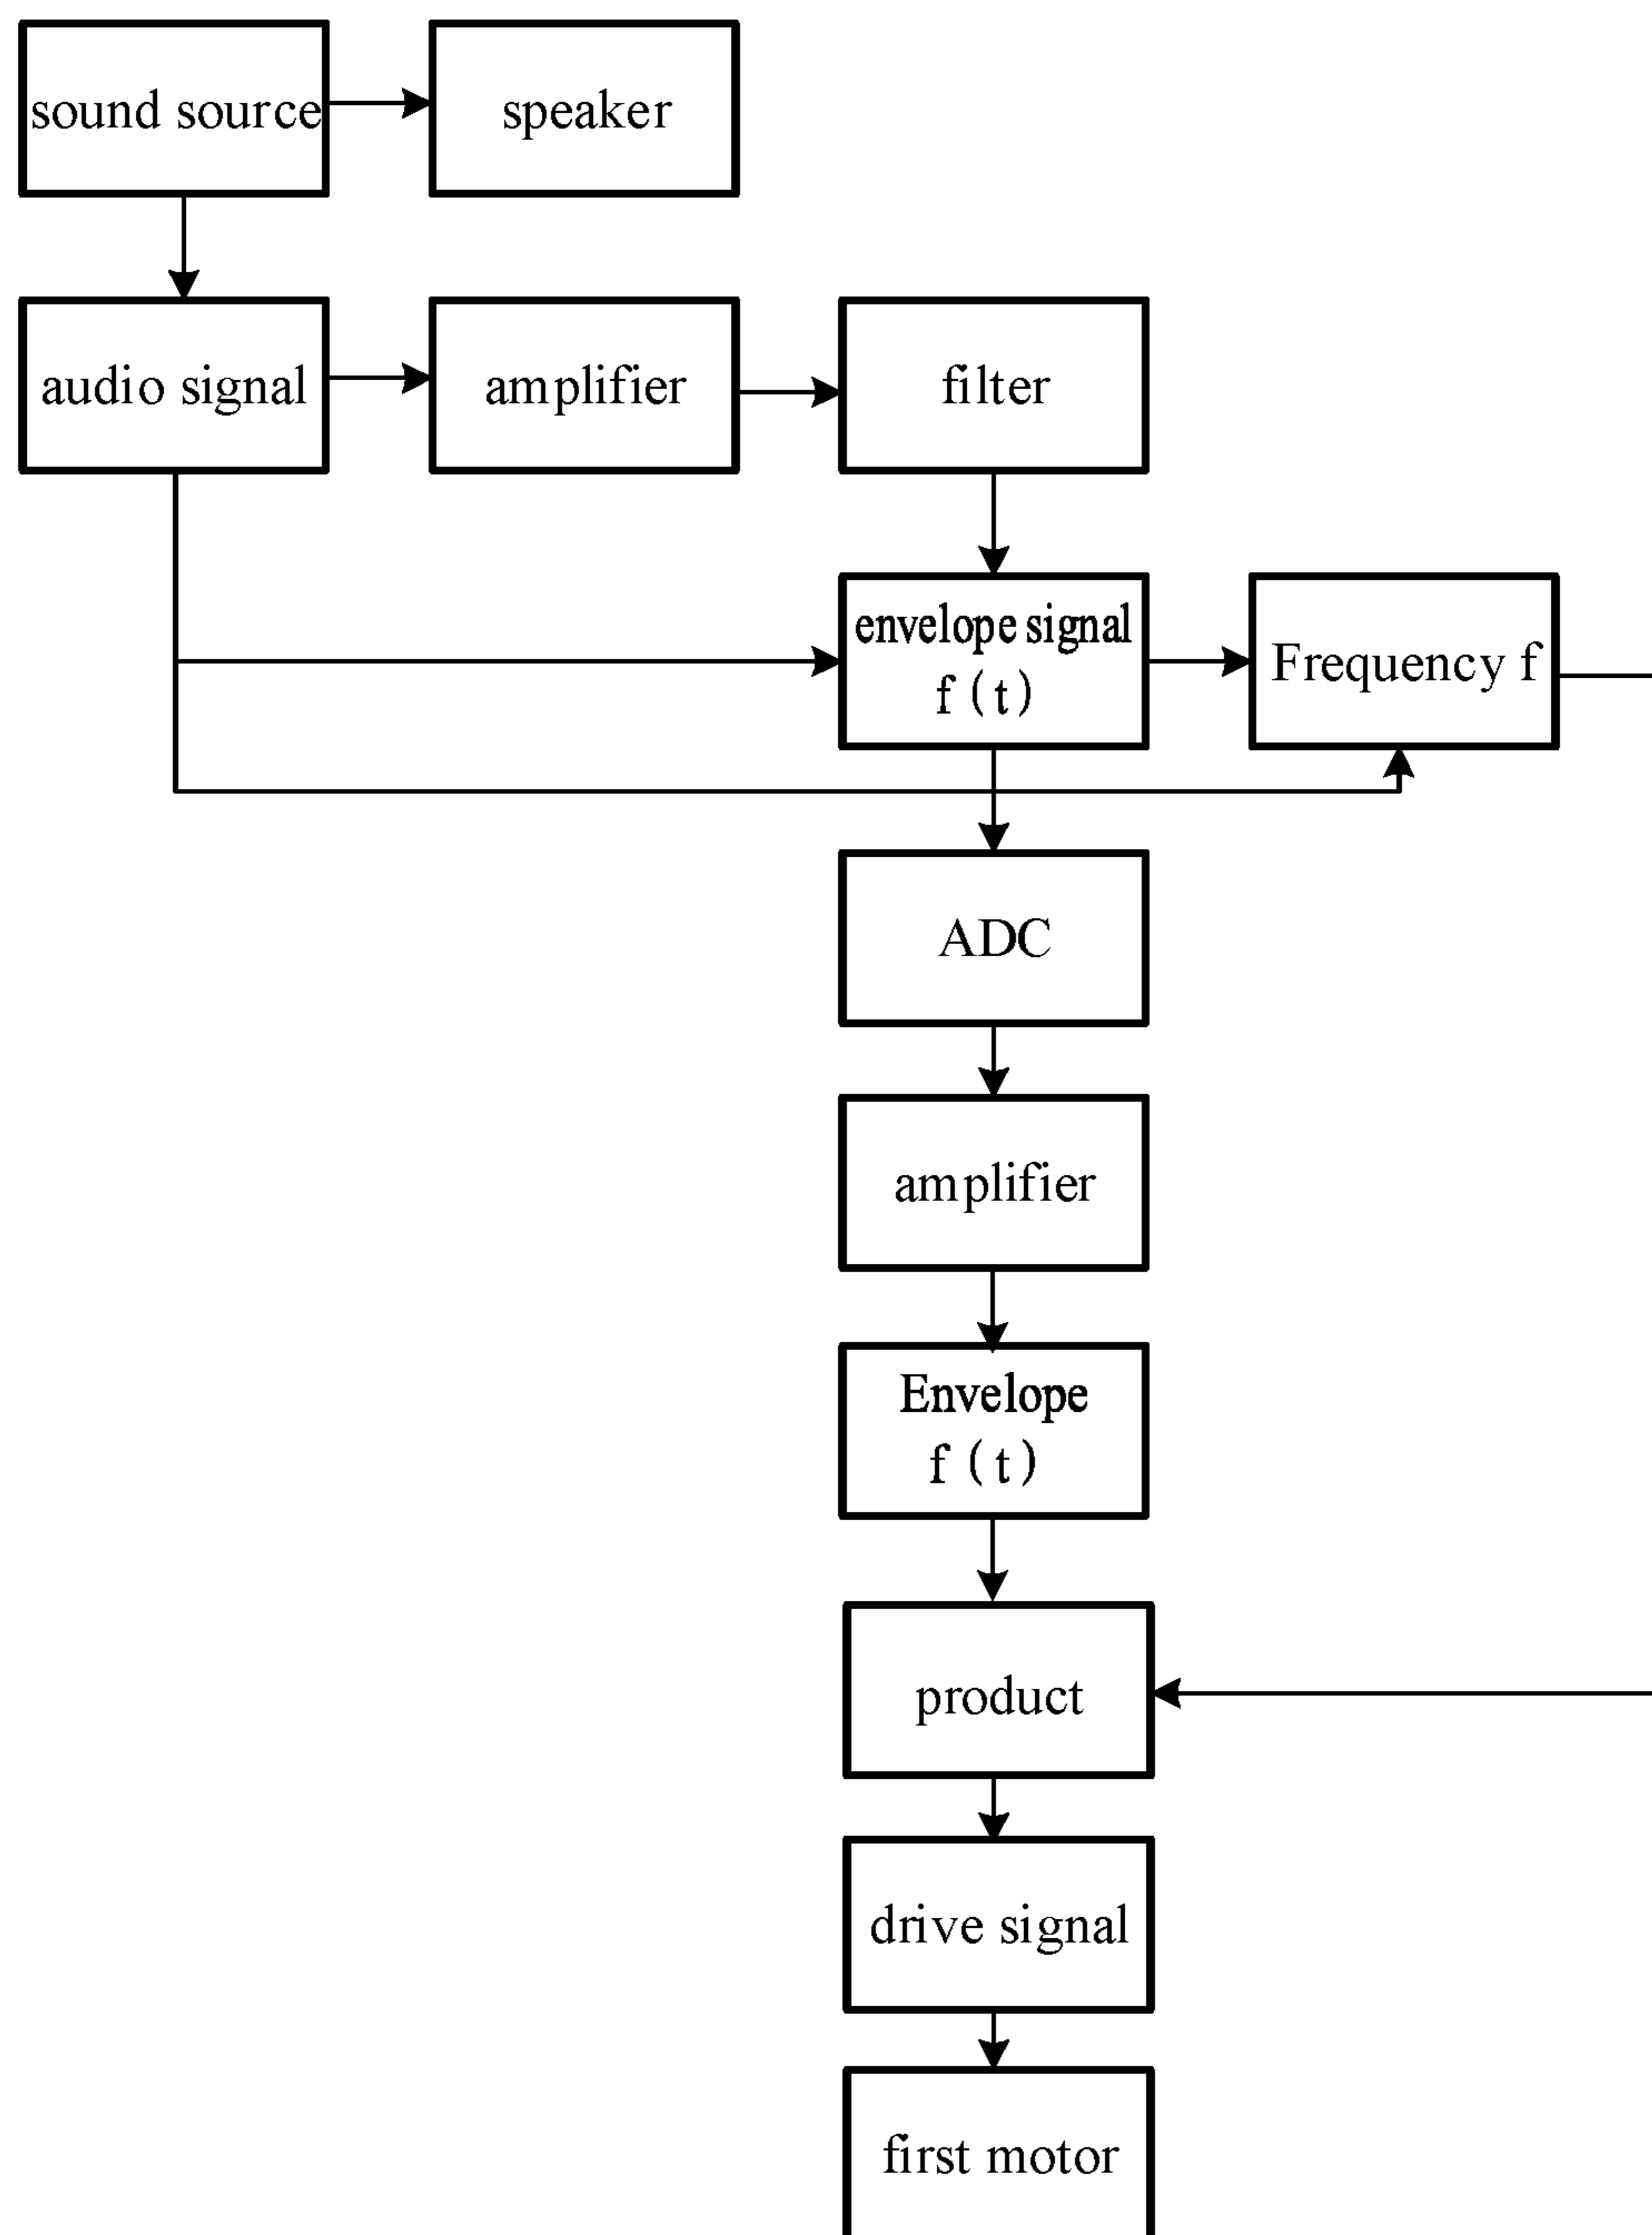 sound source
speaker
audio signal
amplifier
filter
envelope signal
f (t)
Frequency f
ADC
amplifier
Envelope
f (t)
product
drive signal
first motor